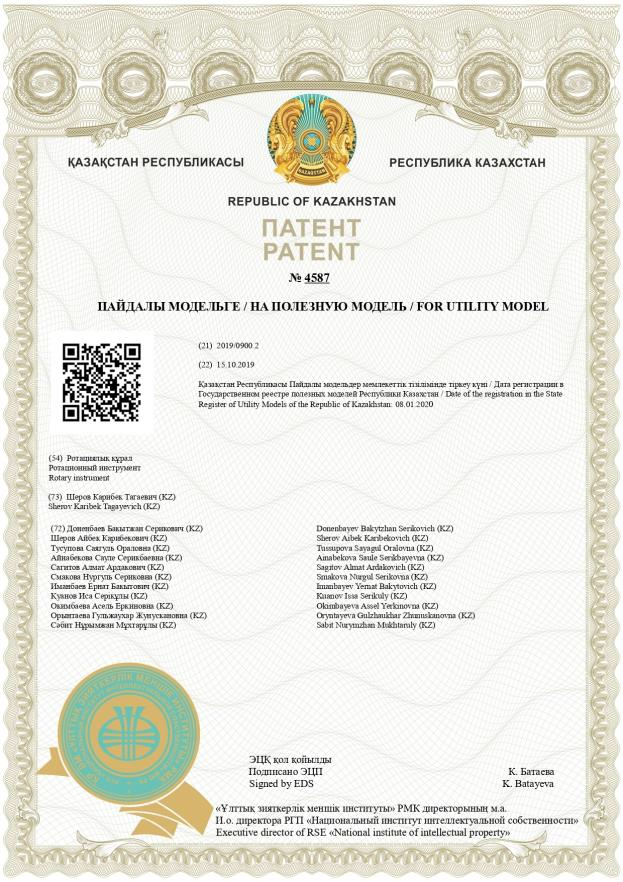 ҚАЗАҚСТАН РЕСПУБЛИКАСЫ
РЕСПУБЛИКА КАЗАХСТАН
REPUBLIC OF KAZAKHSTAN
ПАТЕНТ
PATENT
№ 4587
ПАЙДАЛЫ МОДЕЛЬГЕ / НА ПОЛЕЗНУЮ МОДЕЛЬ / FOR UTILITY MODEL
(21) 2019/0900.2
(22) 15.10.2019
Қазақстан Республикасы Пайдалы модельдер мемлекеттік тізілімінде тіркеу күні / Дата регистрации в
Государственном реестре полезных моделей Республики Казахстан / Date of the registration in the State
Register of Utility Models of the Republic of Kazakhstan: 08.01.2020
(54) Ротациялық құрал
Ротационный инструмент
Rotary instrument
(73) Шеров Карибек Тагаевич (KZ)
Sherov Karibek Tagayevich (KZ)
(72) Доненбаев Бакытжан Серикович (KZ)
Шеров Айбек Карибекович (KZ)
Тусупова Саягуль Ораловна (KZ)
Айнабекова Сауле Серикбаевна (KZ)
Сагитов Алмат Ардакович (KZ)
Смакова Нургуль Сериковна (KZ)
Иманбаев Ернат Бакытович (KZ)
Куанов Иса Серікұлы (KZ)
Окимбаева Асель Еркиновна (KZ)
Орынтаева Гульжаухар Жунускановна (KZ)
Сәбит Нұрымжан Мұхтарұлы (KZ)
Donenbayev Bakytzhan Serikovich (KZ)
Sherov Aibek Karibekovich (KZ)
Tussupova Sayagul Oralovna (KZ)
Ainabekova Saule Serikbayevna (KZ)
Sagitov Almat Ardakovich (KZ)
Smakova Nurgul Serikovna (KZ)
Imanbayev Yernat Bakytovich (KZ)
Kuanov Issa Serikuly (KZ)
Okimbayeva Assel Yerkinovna (KZ)
Oryntayeva Gulzhaukhar Zhunuskanovna (KZ)
Sabit Nurymzhan Mukhtaruly (KZ)
ЭЦҚ қол қойылды
Подписано ЭЦП
Signed by EDS
К. Батаева
K. Batayeva
«Ұлттық зияткерлік меншік институты» РМК директорының м.а.
И.о. директора РГП «Национальный институт интеллектуальной собственности»
Executive director of RSE «National institute of intellectual property»